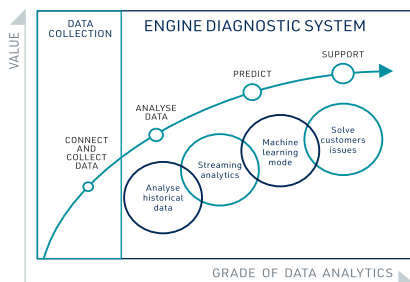 DATA
COLLECTION
ENGINE DIAGNOSTIC SYSTEM
VALUE
SUPPORT
PREDICT
ANALYSE
DATA
CONNECT
AND
COLLECT
DATA
Analyse
historical
data
Streaming
analytics
Machine
learning
mode
Solve
customers
issues
GRADE OF DATA ANALYTICS